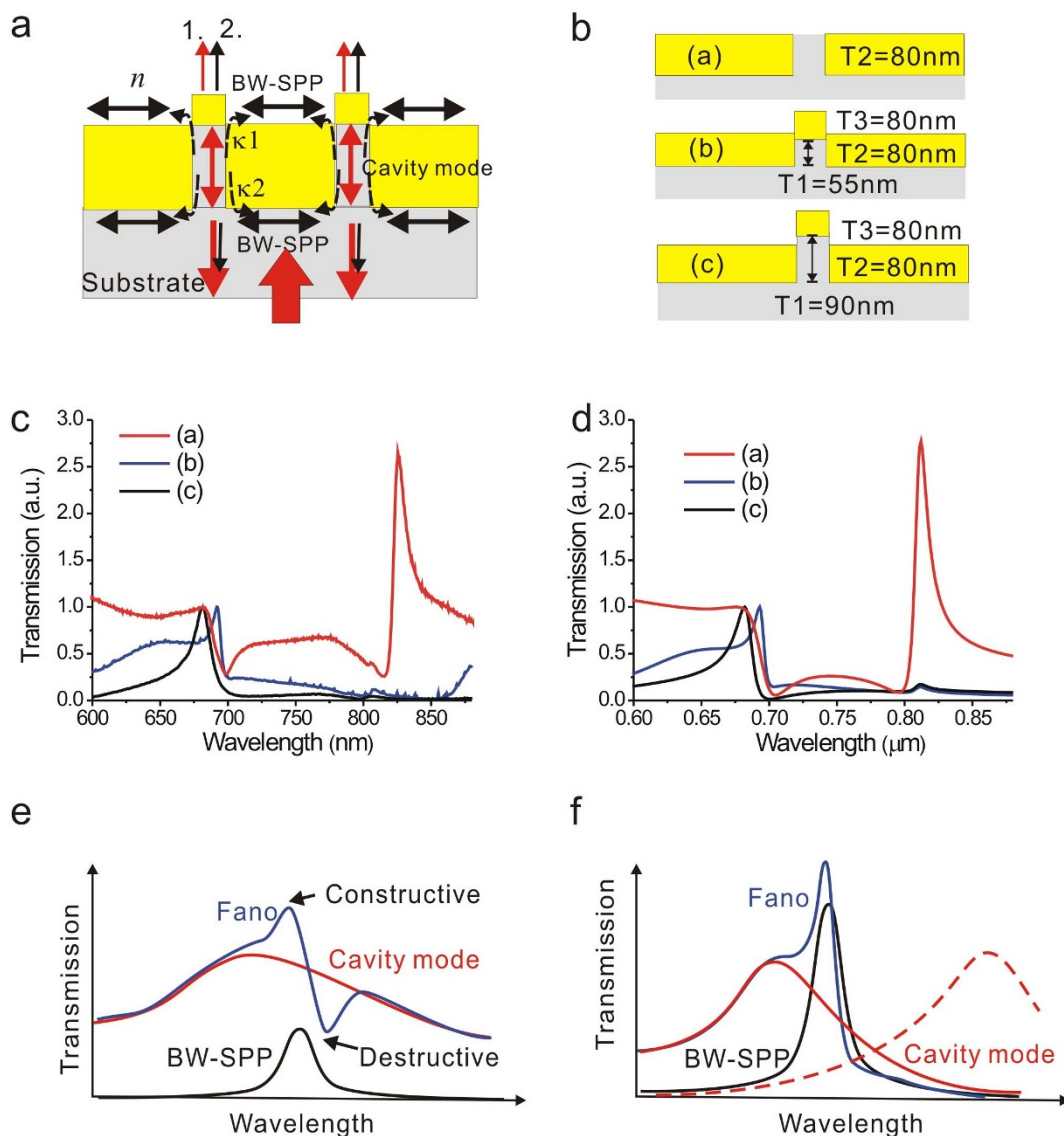 a
1. 2.
n
BW-SPP
κ1
Cavity mode
κ2
BW-SPP
Substrate
b
(a)
T2=80nm
T3=80nm
(b)
T2=80nm
T1=55nm
T3=80nm
(c)
T2=80nm
T1=90nm
c
3.0
2.5
2.0
1.5
1.0
0.5
0.0
Transmission (a.u.)
(a)
(b)
(c)
600 650 700 750 800 850
Wavelength (nm)
d
3.0
2.5
2.0
1.5
1.0
0.5
0.0
Transmission (a.u.)
(a)
(b)
(c)
0.60 0.65 0.70 0.75 0.80 0.85
Wavelength (μm)
e
Transmission
Constructive
Fano
Cavity mode
BW-SPP
Destructive
Wavelength
f
Transmission
Fano
BW-SPP
Cavity mode
Wavelength